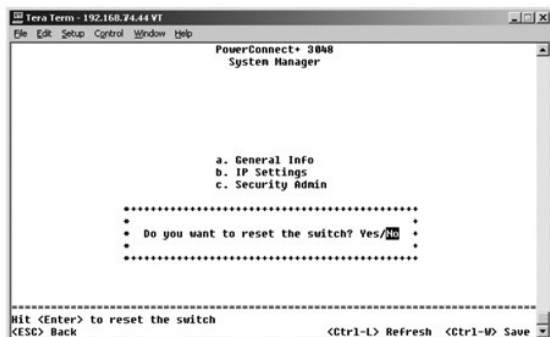 Tera Term - 192.168.74.44 VT
File Edit Setup Control Window Help
PowerConnect+ 3048
System Manager
a. General Info
b. IP Settings
c. Security Admin
Do you want to reset the switch? Yes/No
Hit <Enter> to reset the switch
<ESC> Back <Ctrl-L> Refresh <Ctrl-W> Save